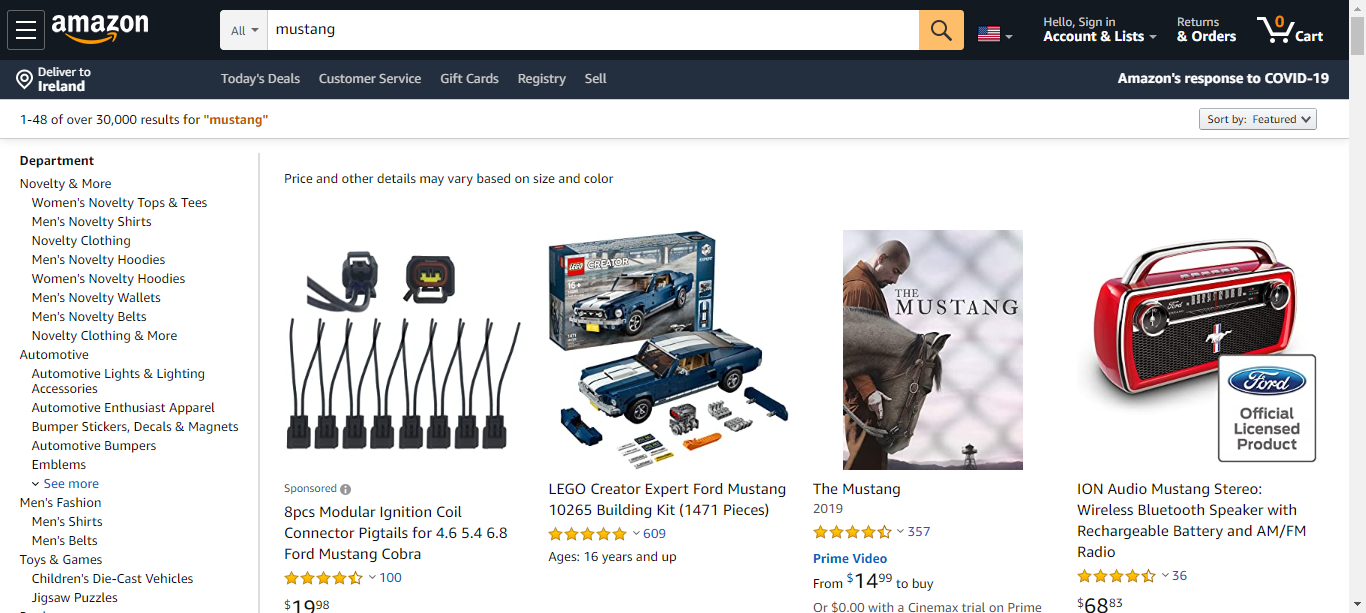 amazon
All
mustang
Hello, Sign in
Account & Lists
Returns
& Orders
0
Cart
Deliver to
Ireland
Today's Deals
Customer Service
Gift Cards
Registry
Sell
Amazon's response to COVID-19
1-48 of over 30,000 results for "mustang"
Sort by: Featured
Department
Novelty & More
Women's Novelty Tops & Tees
Men's Novelty Shirts
Novelty Clothing
Men's Novelty Hoodies
Women's Novelty Hoodies
Men's Novelty Wallets
Men's Novelty Belts
Novelty Clothing & More
Automotive
Automotive Lights & Lighting
Accessories
Automotive Enthusiast Apparel
Bumper Stickers, Decals & Magnets
Automotive Bumpers
Emblems
See more
Men's Fashion
Men's Shirts
Men's Belts
Toys & Games
Children's Die-Cast Vehicles
Jigsaw Puzzles
Price and other details may vary based on size and color
Sponsored
8pcs Modular Ignition Coil
Connector Pigtails for 4.6 5.4 6.8
Ford Mustang Cobra
100
$19.98
LEGO
CREATOR
16+
LEGO Creator Expert Ford Mustang
10265 Building Kit (1471 Pieces)
609
Ages: 16 years and up
THE
MUSTANG
The Mustang
2019
357
Prime Video
From $14.99 to buy
Or $0.00 with a Cinemax trial on Prime
Ford
Ford
Official
Licensed
Product
ION Audio Mustang Stereo:
Wireless Bluetooth Speaker with
Rechargeable Battery and AM/FM
Radio
36
$68.83